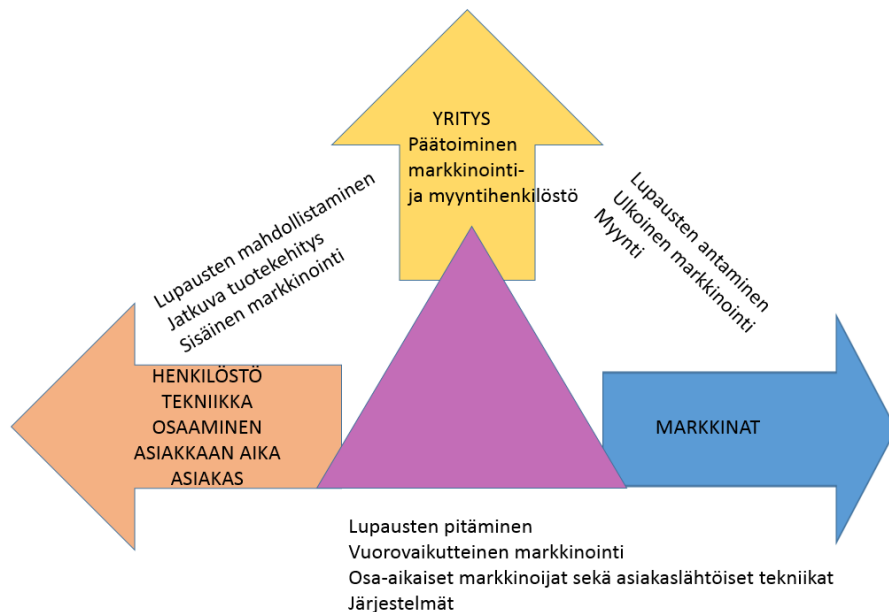 YRITYS
Päätoiminen
markkinointi-
ja myyntihenkilöstö
Lupausten mahdollistaminen
Jatkuva tuotekehitys
Sisäinen markkinointi
Lupausten antaminen
Ulkoinen markkinointi
Myynti
HENKILÖSTÖ
TEKNIIKKA
OSAAMINEN
ASIAKKAAN AIKA
ASIAKAS
MARKKINAT
Lupausten pitäminen
Vuorovaikutteinen markkinointi
Osa-aikaiset markkinoijat sekä asiakaslähtöiset tekniikat
Järjestelmät